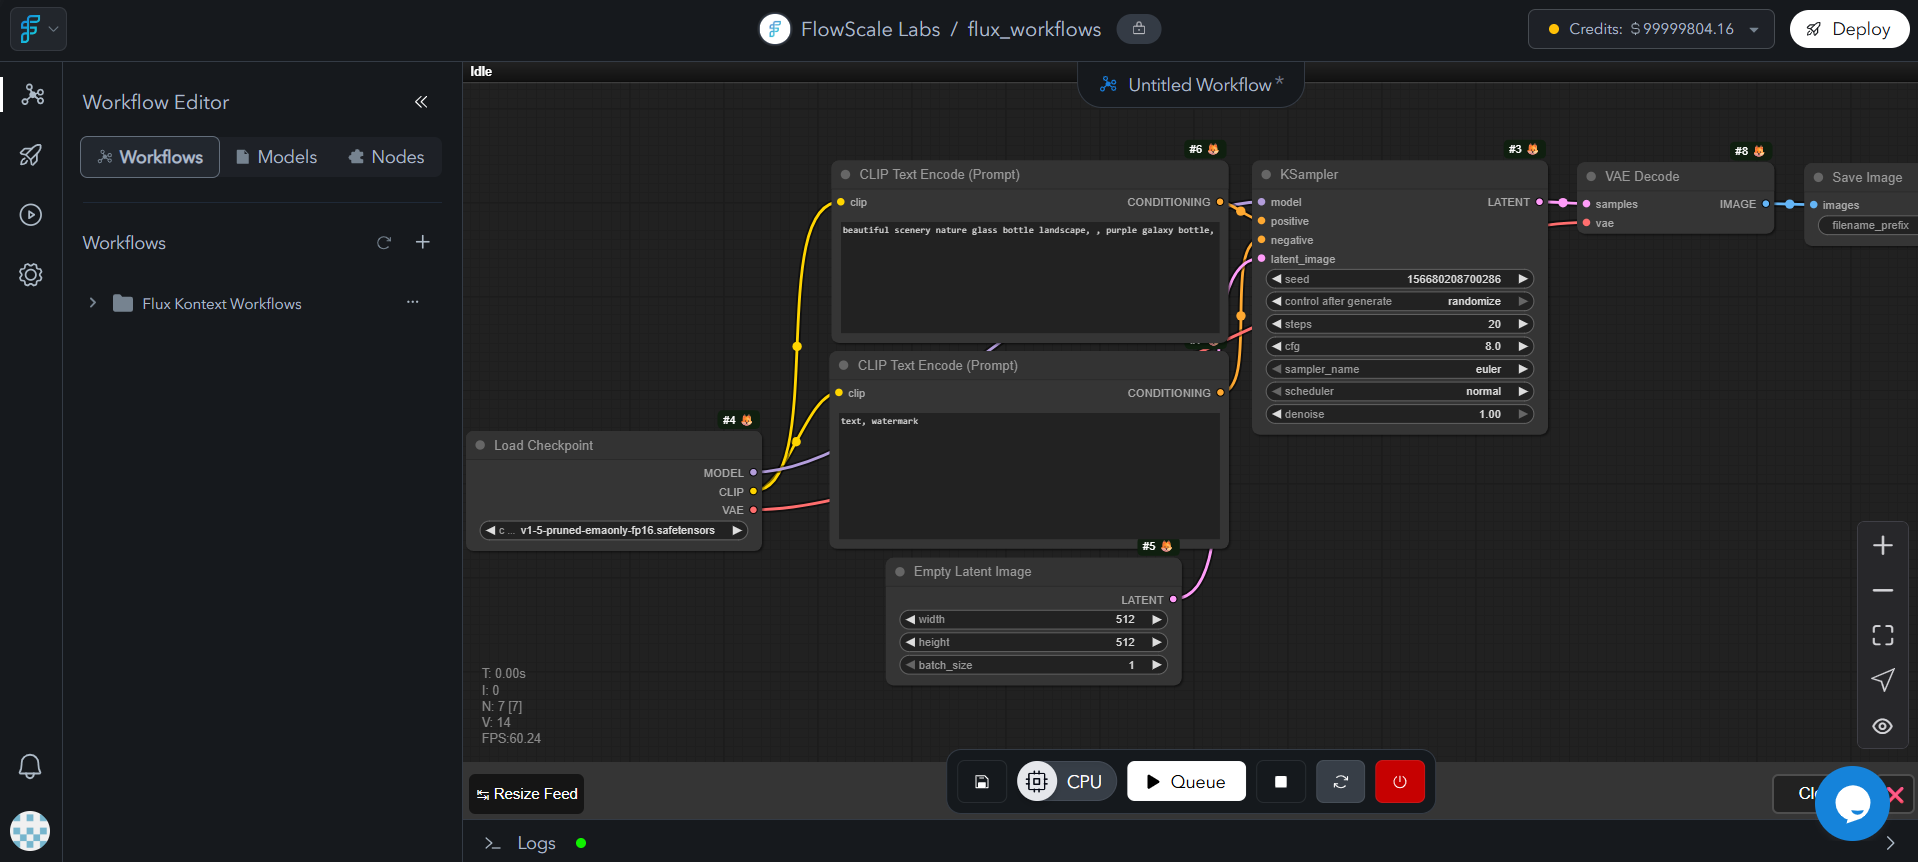 FlowScale Labs / flux_workflows
Credits: $ 99999804.16
Deploy
Workflow Editor
Workflows
Models
Nodes
Workflows
Flux Kontext Workflows
Idle
Untitled Workflow*
#6
CLIP Text Encode (Prompt)
clip
CONDITIONING
beautiful scenery nature glass bottle landscape, , purple galaxy bottle,
CLIP Text Encode (Prompt)
clip
CONDITIONING
text, watermark
#4
Load Checkpoint
MODEL
CLIP
VAE
c ... v1-5-pruned-emaonly-fp16.safetensors
#5
Empty Latent Image
LATENT
width 512
height 512
batch_size 1
#3
KSampler
model
LATENT
positive
negative
latent_image
seed 156680208700286
control after generate randomize
steps 20
cfg 8.0
sampler_name euler
scheduler normal
denoise 1.00
#8
VAE Decode
samples
IMAGE
vae
Save Image
images
filename_prefix
T: 0.00s
I: 0
N: 7 [7]
V: 14
FPS:60.24
Resize Feed
CPU
Queue
Logs